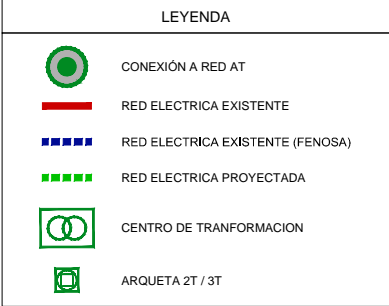 LEYENDA
CONEXIÓN A RED AT
RED ELECTRICA EXISTENTE
RED ELECTRICA EXISTENTE (FENOSA)
RED ELECTRICA PROYECTADA
CENTRO DE TRANFORMACION
ARQUETA 2T / 3T